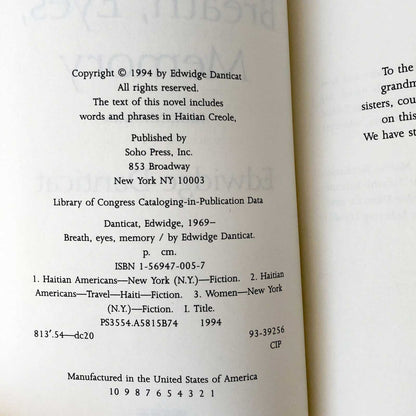 Copyright © 1994 by Edwidge Danticat
All rights reserved.
The text of this novel includes
words and phrases in Haitian Creole,
Published by
Soho Press, Inc.
853 Broadway
New York NY 10003
Library of Congress Cataloging-in-Publication Data
Danticat, Edwidge, 1969–
Breath, eyes, memory / by Edwidge Danticat.
p. cm.
ISBN 1-56947-005-7
1. Haitian Americans—New York (N.Y.)—Fiction. 2. Haitian
Americans—Travel—Haiti—Fiction. 3. Women—New York
(N.Y.)—Fiction. I. Title.
PS3554.A5815B74 1994
813'.54—dc20 93-39256
CIP
Manufactured in the United States of America
10 9 8 7 6 5 4 3 2 1
To the
grandm
sisters, cou
on this
We have st